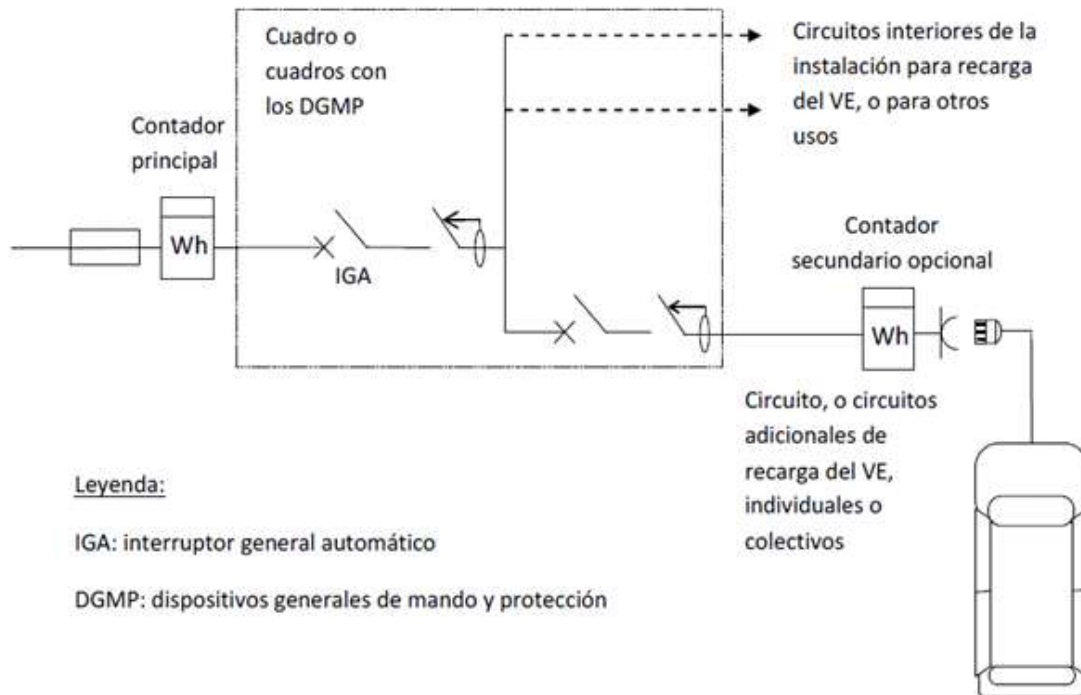 Cuadro o
cuadros con
los DGMP
Circuitos interiores de la
instalación para recarga
del VE, o para otros
usos
Contador
principal
Wh
IGA
Contador
secundario opcional
Wh
Circuito, o circuitos
adicionales de
recarga del VE,
individuales o
colectivos
Leyenda:
IGA: interruptor general automático
DGMP: dispositivos generales de mando y protección